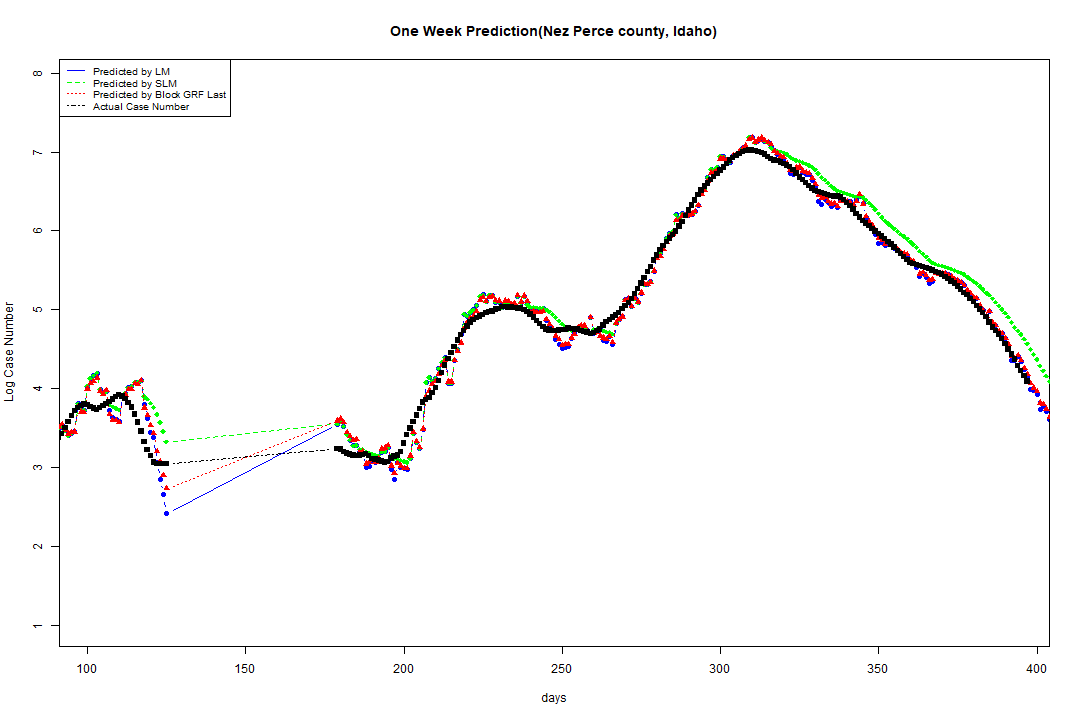 One Week Prediction(Nez Perce county, Idaho)
Predicted by LM
Predicted by SLM
Predicted by Block GRF Last
Actual Case Number
8
7
6
5
4
3
2
1
Log Case Number
100 150 200 250 300 350 400
days